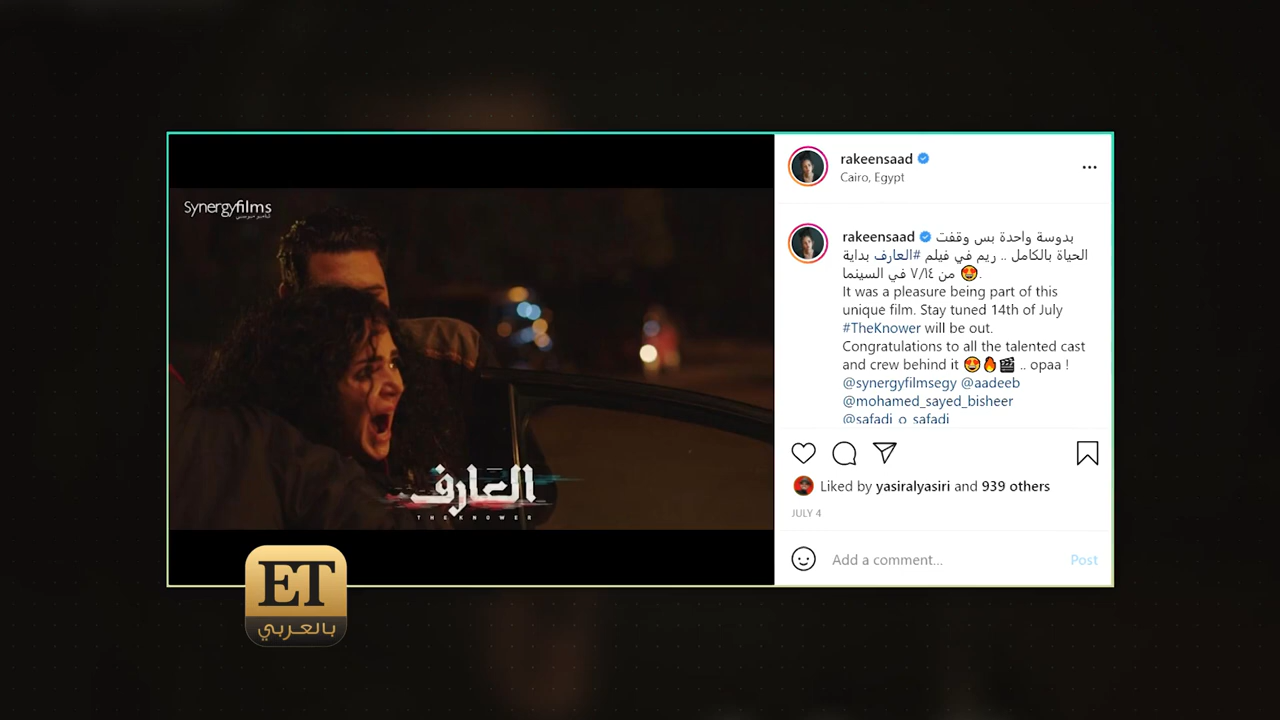 Synergyfilms
العارف
THE KNOWER
ET
بالعربي
rakeensaad
Cairo, Egypt
rakeensaad بدوسة واحدة بس وقفت
الحياة بالكامل .. ريم في فيلم #العارف بداية
من ٧/١٤ في السينما 😍.
It was a pleasure being part of this
unique film. Stay tuned 14th of July
#TheKnower will be out.
Congratulations to all the talented cast
and crew behind it 😍🔥🎬 .. opaa !
@synergyfilmsegy @aadeeb
@mohamed_sayed_bisheer
@safadi_o_safadi
Liked by yasiralyasiri and 939 others
JULY 4
Add a comment...
Post